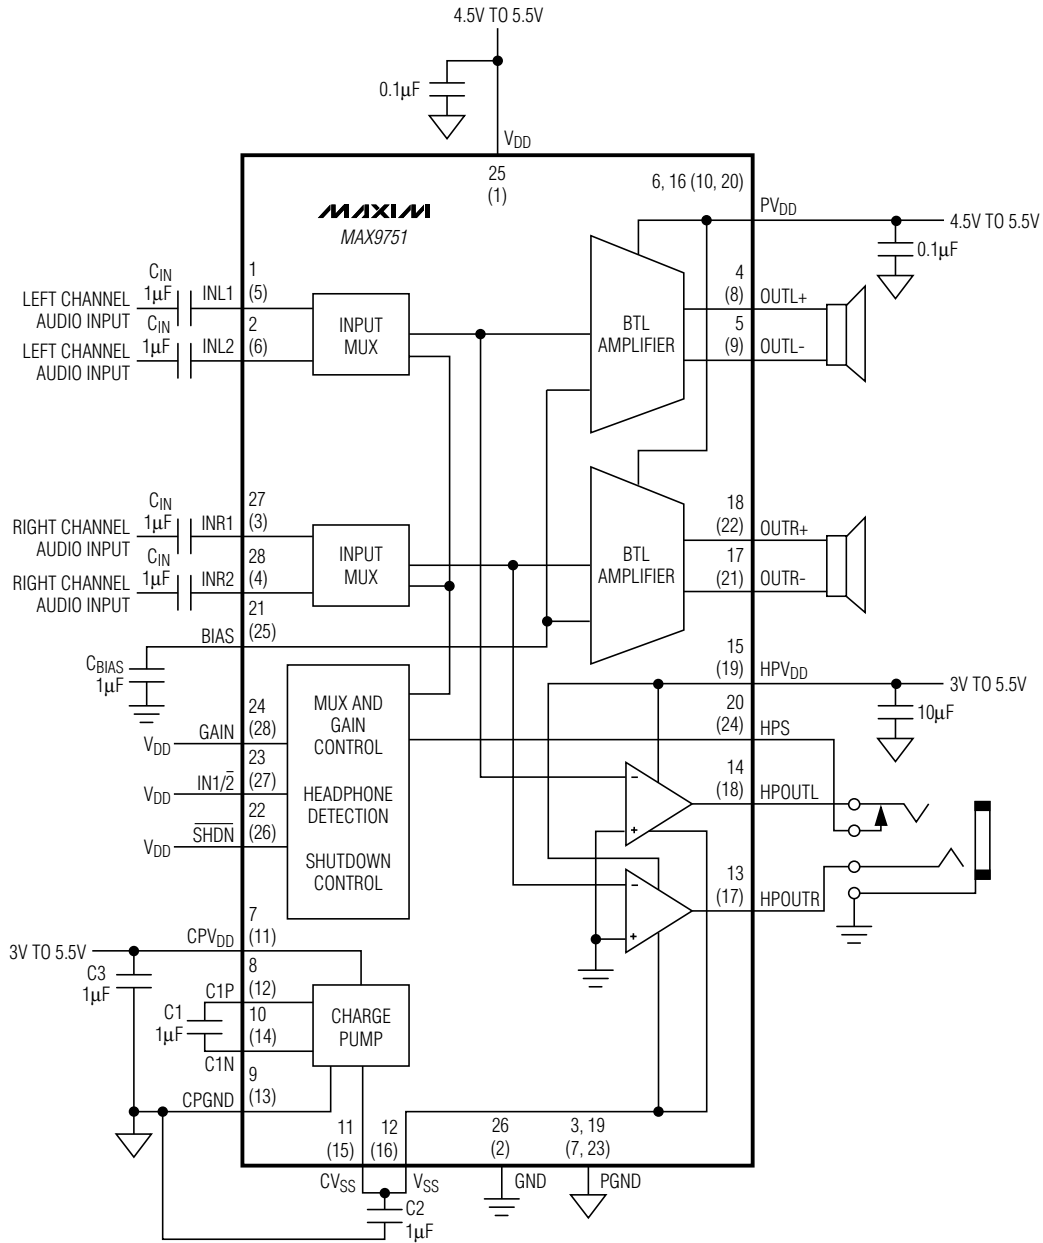 4.5V TO 5.5V
0.1μF
VDD
25
(1)
6, 16 (10, 20)
MAXIM
MAX9751
PVDD
4.5V TO 5.5V
0.1μF
CIN
1μF
LEFT CHANNEL
AUDIO INPUT
INL1
1
(5)
CIN
1μF
LEFT CHANNEL
AUDIO INPUT
INL2
2
(6)
INPUT
MUX
BTL
AMPLIFIER
4
(8)
OUTL+
5
(9)
OUTL-
CIN
1μF
RIGHT CHANNEL
AUDIO INPUT
INR1
27
(3)
CIN
1μF
RIGHT CHANNEL
AUDIO INPUT
INR2
28
(4)
INPUT
MUX
BTL
AMPLIFIER
18
(22)
OUTR+
17
(21)
OUTR-
21
(25)
BIAS
CBIAS
1μF
15
(19)
HPVDD
3V TO 5.5V
10μF
MUX AND
GAIN
CONTROL
HEADPHONE
DETECTION
SHUTDOWN
CONTROL
24
(28)
GAIN
VDD
23
(27)
IN1/2̅
VDD
22
(26)
S̅H̅D̅N̅
VDD
20
(24)
HPS
14
(18)
HPOUTL
13
(17)
HPOUTR
−
+
−
+
7
(11)
CPVDD
3V TO 5.5V
C3
1μF
8
(12)
C1P
C1
1μF
10
(14)
C1N
CHARGE
PUMP
9
(13)
CPGND
11
(15)
12
(16)
26
(2)
3, 19
(7, 23)
CVSS
VSS
GND
PGND
C2
1μF